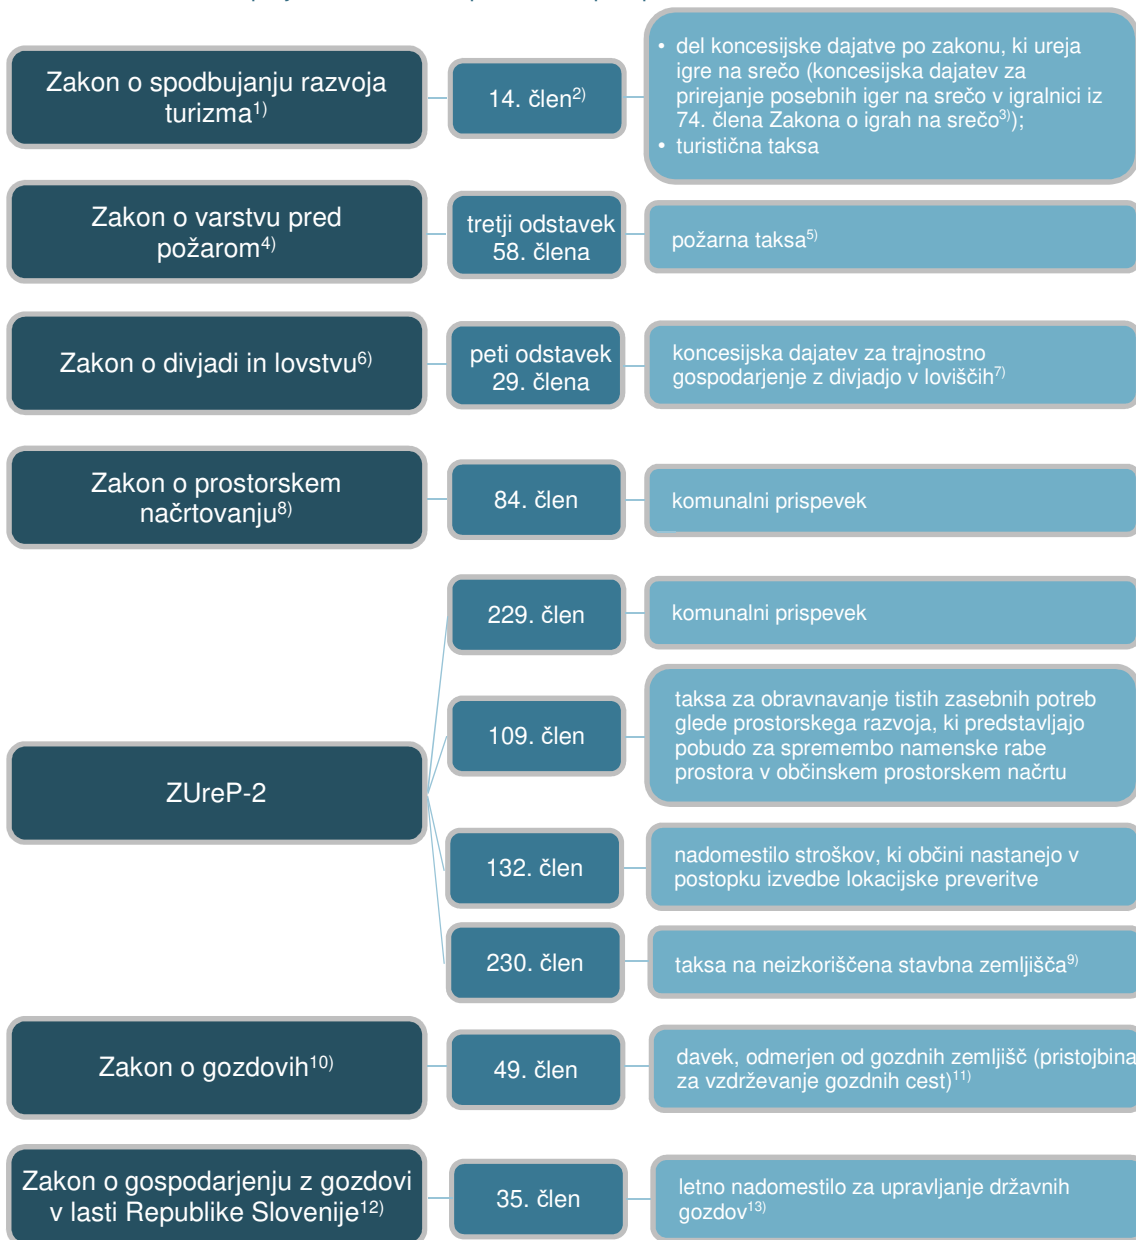 Zakon o spodbujanju razvoja
turizma1)
14. člen2)
• del koncesijske dajatve po zakonu, ki ureja
igre na srečo (koncesijska dajatev za
prirejanje posebnih iger na srečo v igralnici iz
74. člena Zakona o igrah na srečo3));
• turistična taksa
Zakon o varstvu pred
požarom4)
tretji odstavek
58. člena
požarna taksa5)
Zakon o divjadi in lovstvu6)
peti odstavek
29. člena
koncesijska dajatev za trajnostno
gospodarjenje z divjadjo v loviščih7)
Zakon o prostorskem
načrtovanju8)
84. člen
komunalni prispevek
ZUreP-2
229. člen
komunalni prispevek
109. člen
taksa za obravnavanje tistih zasebnih potreb
glede prostorskega razvoja, ki predstavljajo
pobudo za spremembo namenske rabe
prostora v občinskem prostorskem načrtu
132. člen
nadomestilo stroškov, ki občini nastanejo v
postopku izvedbe lokacijske preveritve
230. člen
taksa na neizkoriščena stavbna zemljišča9)
Zakon o gozdovih10)
49. člen
davek, odmerjen od gozdnih zemljišč (pristojbina
za vzdrževanje gozdnih cest)11)
Zakon o gospodarjenju z gozdovi
v lasti Republike Slovenije12)
35. člen
letno nadomestilo za upravljanje državnih
gozdov13)